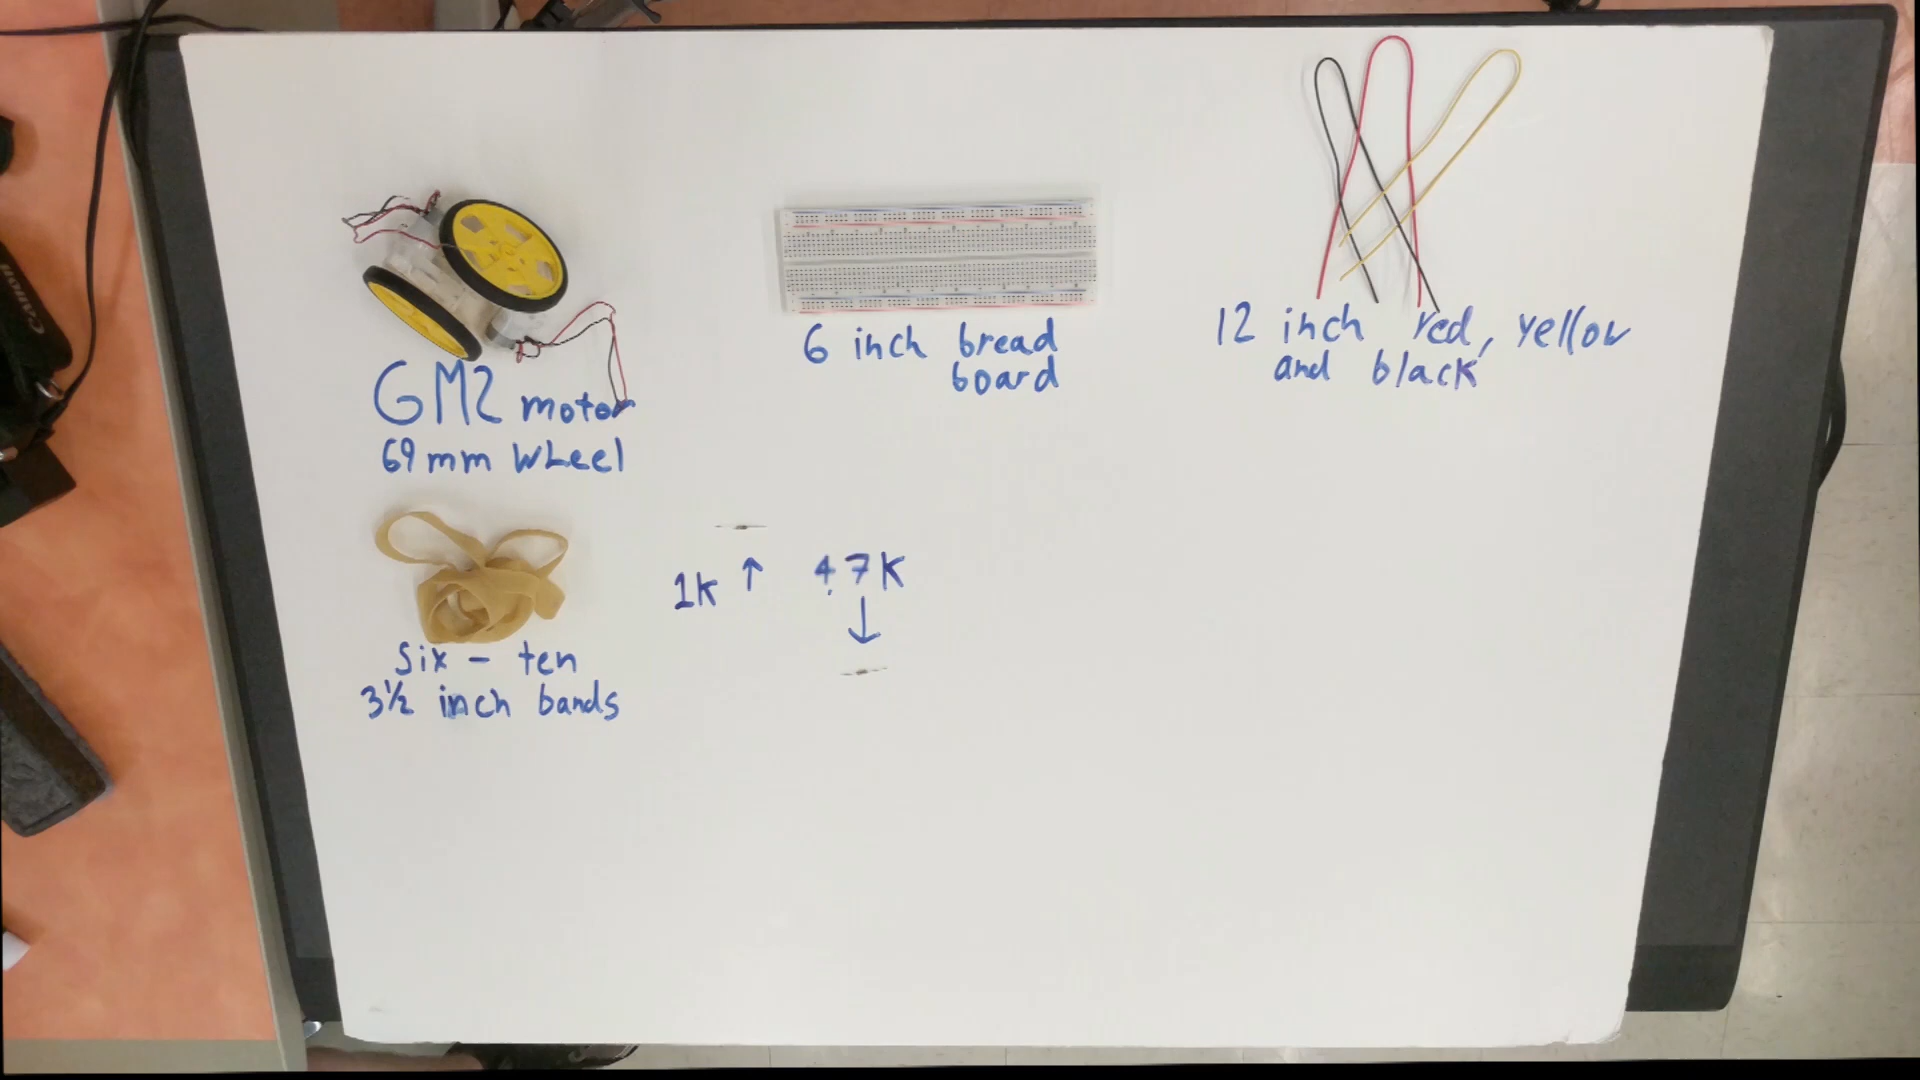 GM2 motor
69mm wheel
6 inch bread
board
12 inch red, yellow
and black
six - ten
3½ inch bands
1k ↑
4.7K
↓
CANON